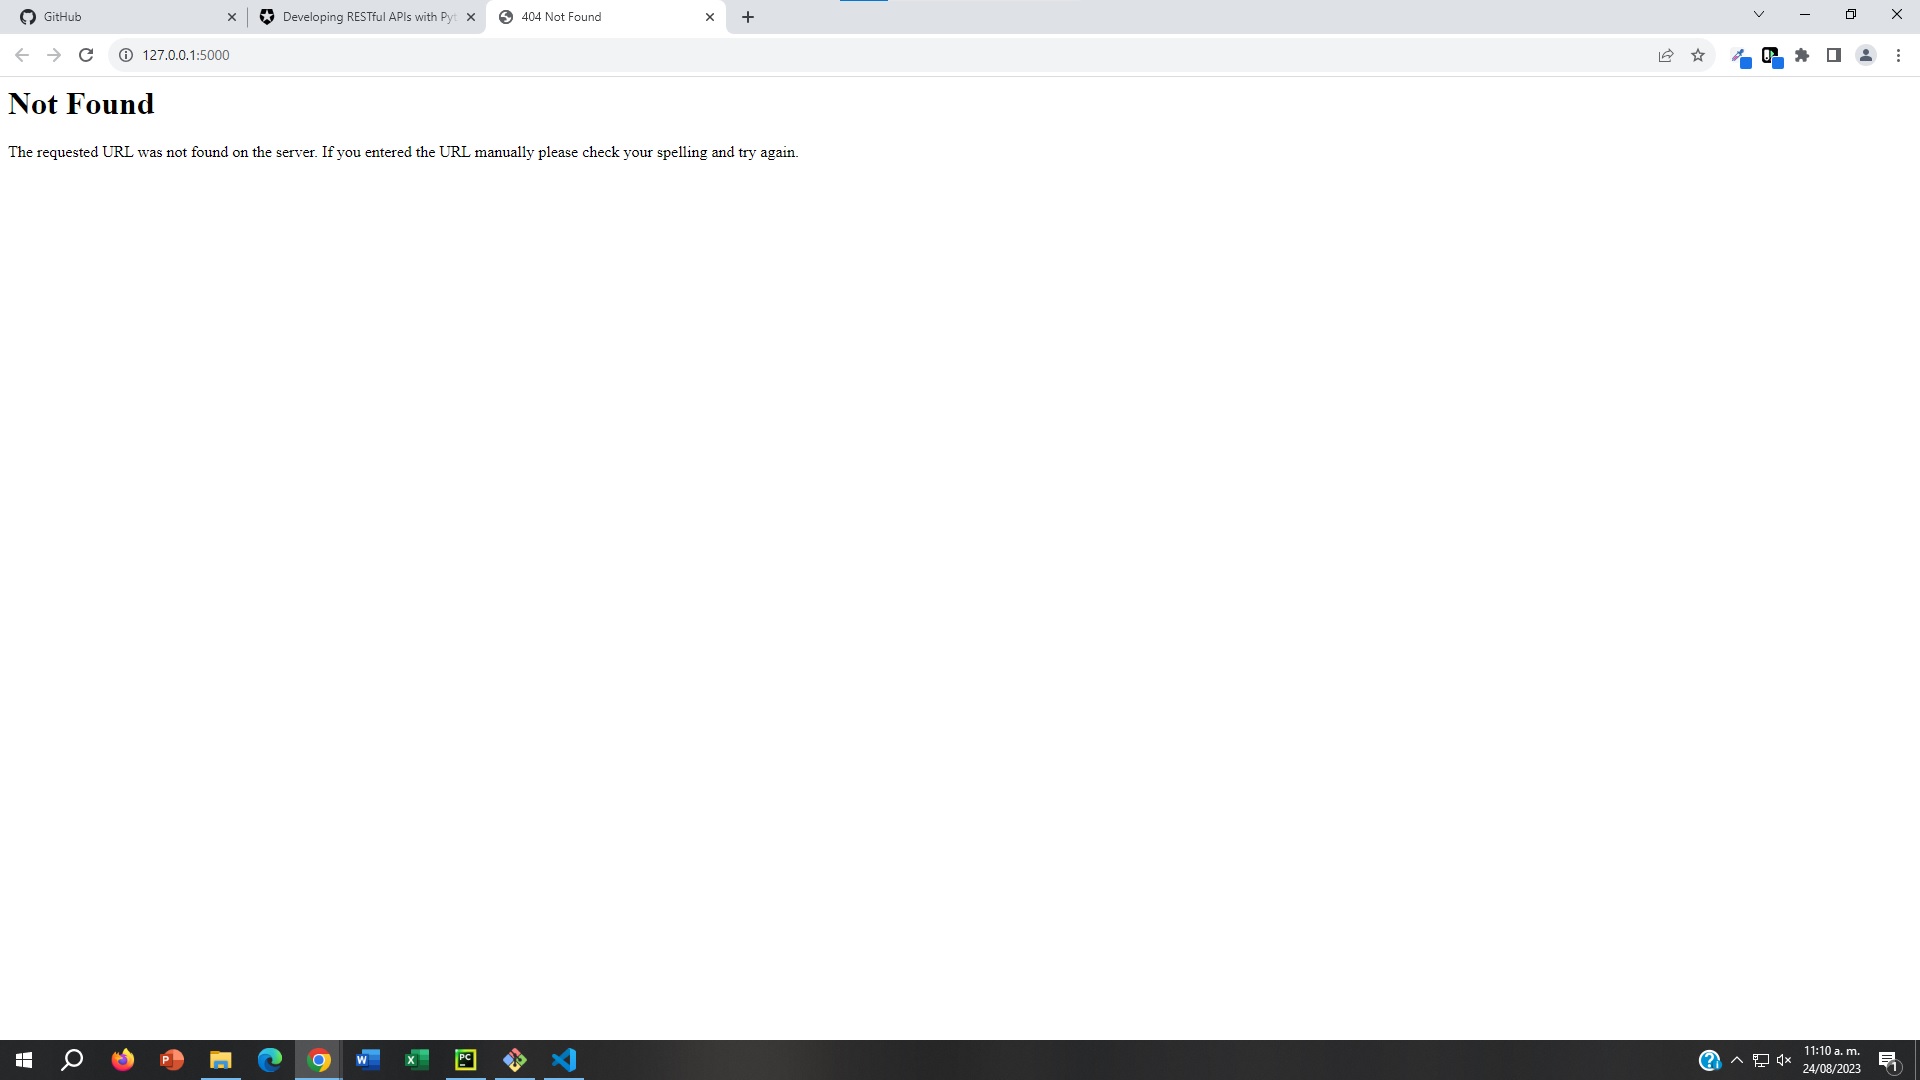 GitHub
Developing RESTful APIs with Pyt
404 Not Found
127.0.0.1:5000
Not Found
The requested URL was not found on the server. If you entered the URL manually please check your spelling and try again.
11:10 a. m.
24/08/2023
1